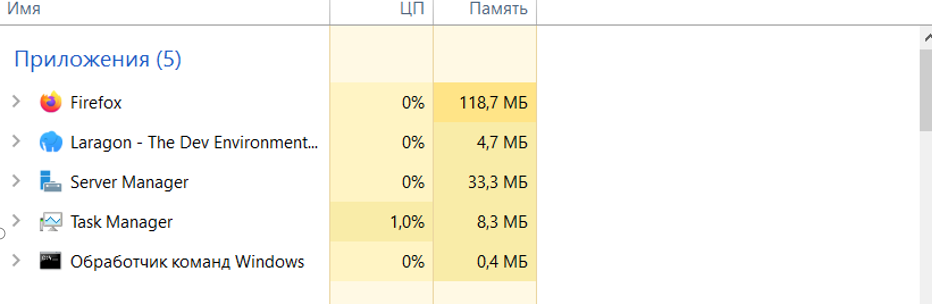 Имя ЦП Память
Приложения (5)
Firefox 0% 118,7 МБ
Laragon - The Dev Environment... 0% 4,7 МБ
Server Manager 0% 33,3 МБ
Task Manager 1,0% 8,3 МБ
Обработчик команд Windows 0% 0,4 МБ